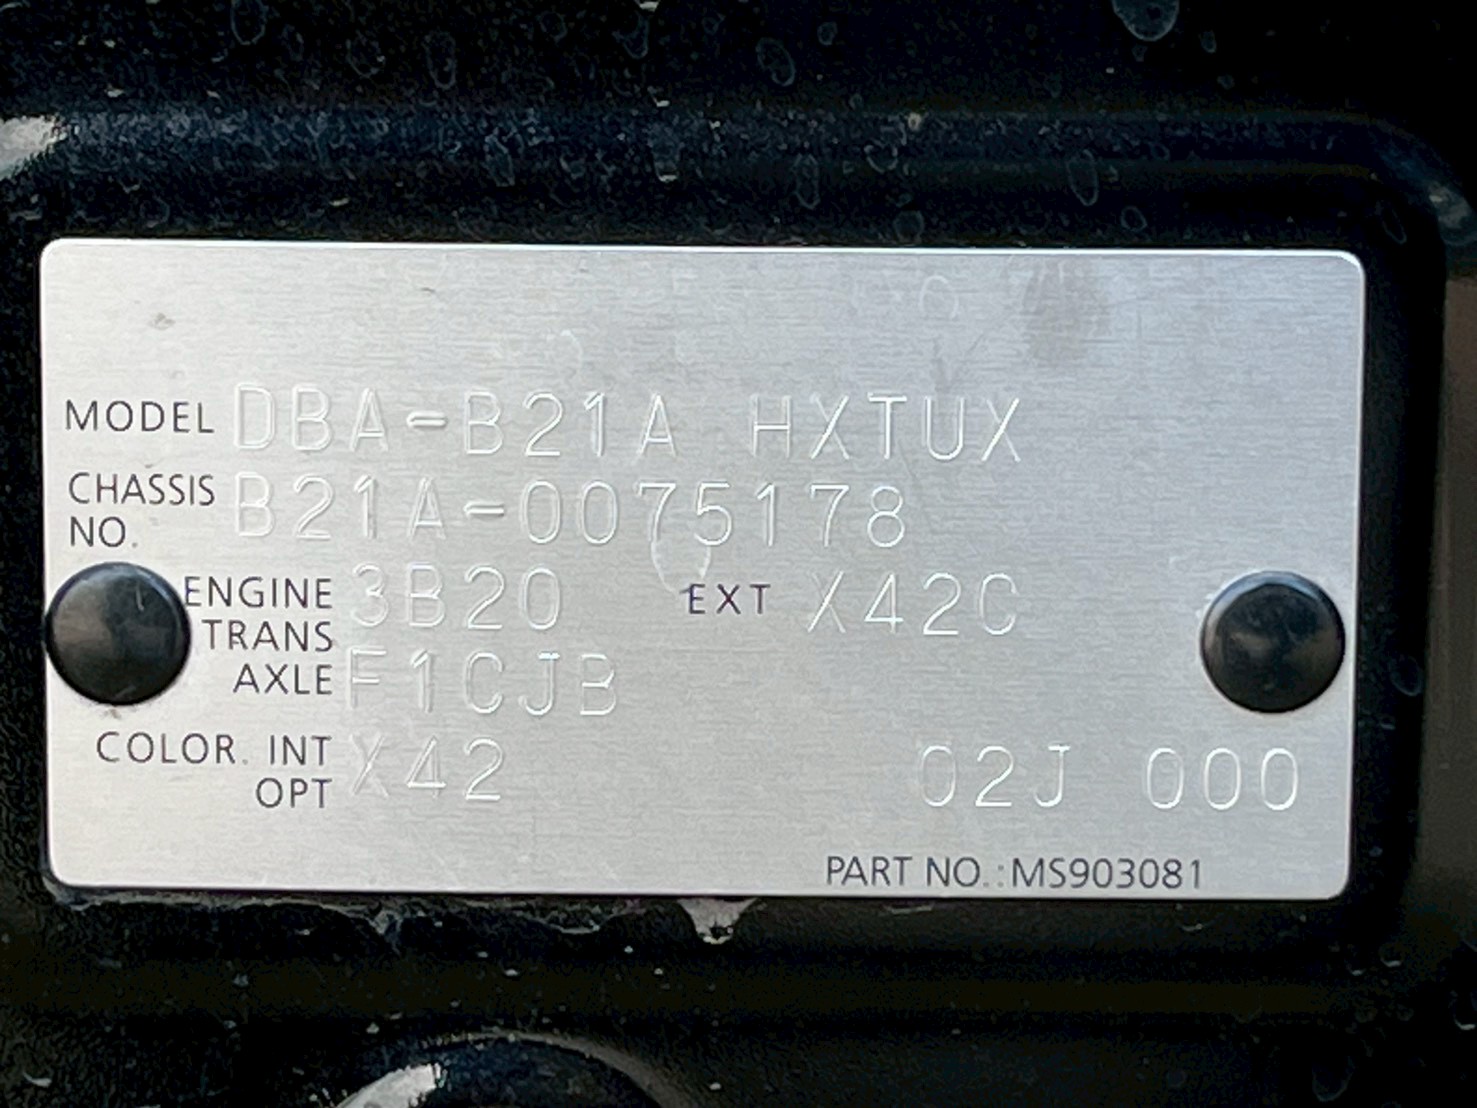 MODEL DBA-B21A HXTUX
CHASSIS NO. B21A-0075178
ENGINE 3B20 EXT X42C
TRANS AXLE F1CJB
COLOR. INT OPT X42 02J 000
PART NO.:MS903081